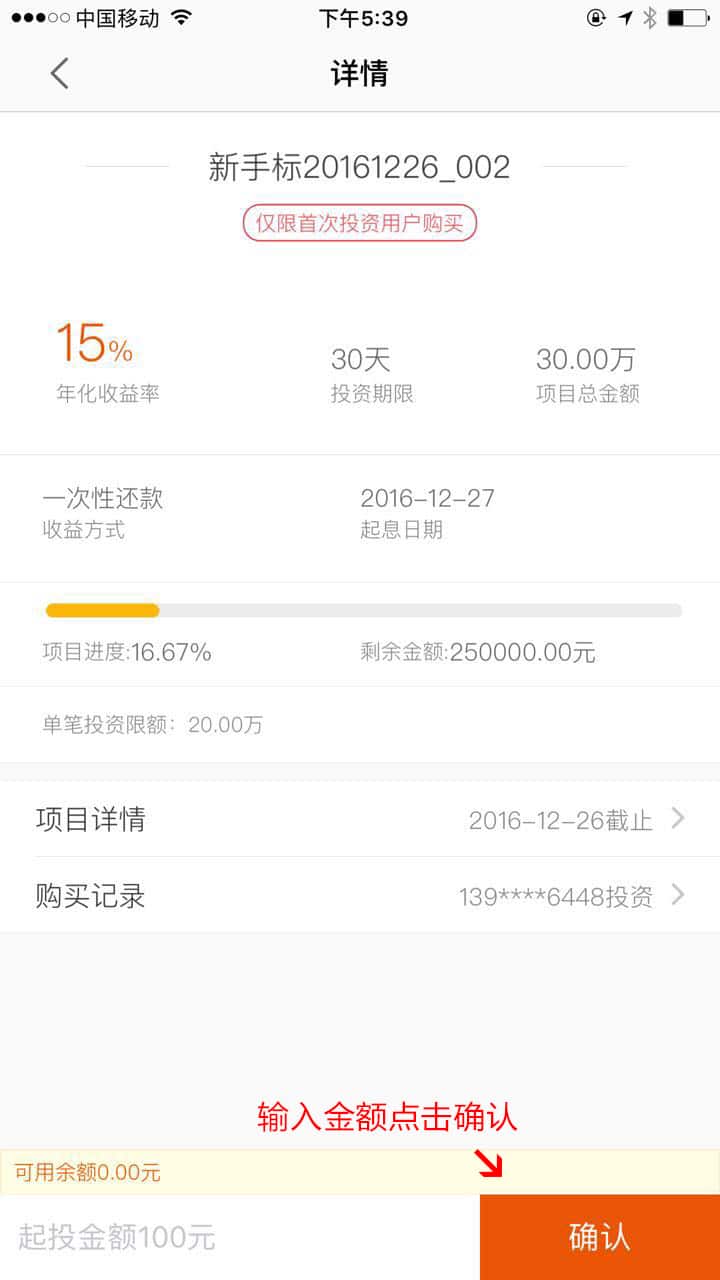 中国移动 下午5:39
详情
新手标20161226_002
仅限首次投资用户购买
15% 30天 30.00万
年化收益率 投资期限 项目总金额
一次性还款 2016-12-27
收益方式 起息日期
项目进度:16.67% 剩余金额:250000.00元
单笔投资限额：20.00万
项目详情 2016-12-26截止
购买记录 139****6448投资
输入金额点击确认
可用余额0.00元
起投金额100元 确认